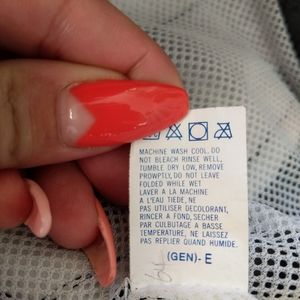 MACHINE WASH COOL. DO
NOT BLEACH RINSE WELL,
TUMBLE DRY LOW, REMOVE
PROWPTLY, DO NOT LEAVE
FOLDED WHILE WET
LAVER A LA MACHINE
A L'EAU TIEDE, NE
PAS UTILISER DECOLORANT,
RINCER A FOND, SECHER
PAR CULBUTAGE A BASSE
TEMPERATURE, NE LAISSEZ
PAS REPLIER QUAND HUMIDE.
(GEN)- E